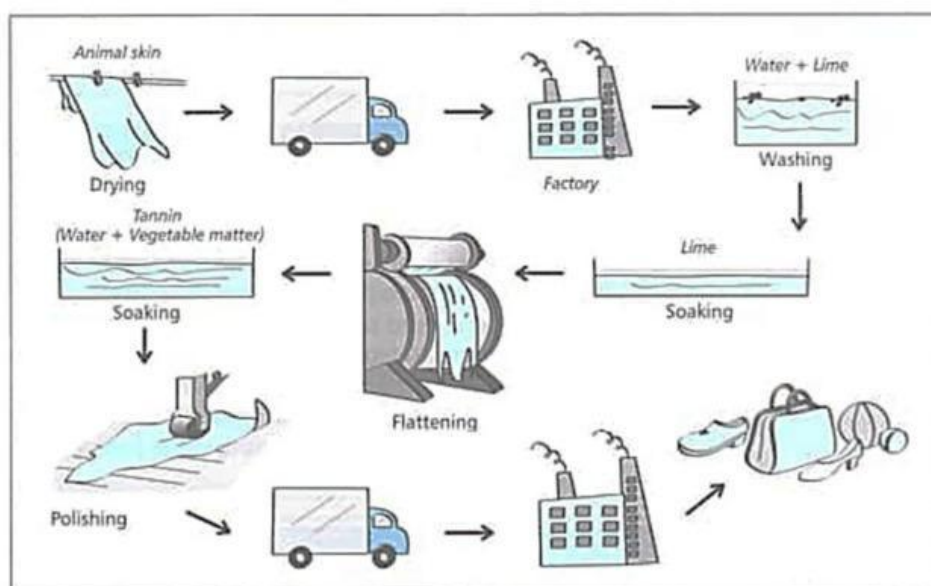 Animal skin
Drying
Factory
Water + Lime
Washing
Lime
Soaking
Flattening
Tannin
(Water + Vegetable matter)
Soaking
Polishing